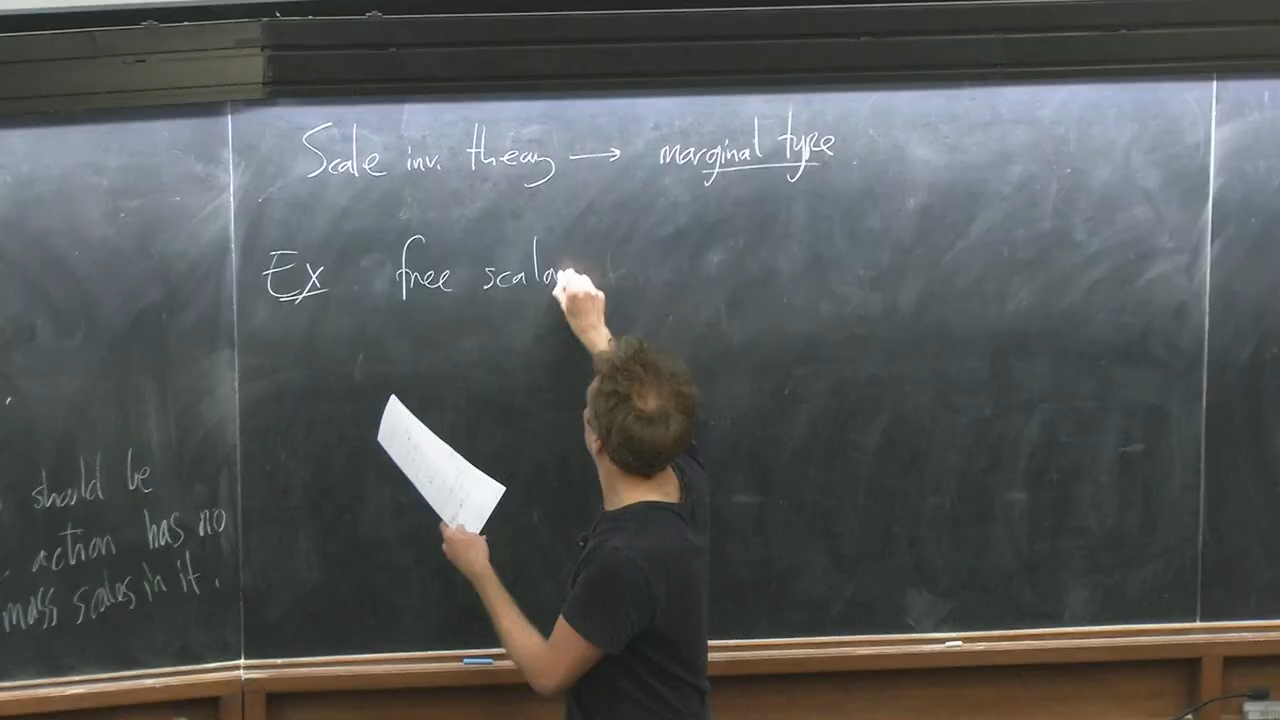 should be
action has no
mass scales in it.
Scale inv. theory → marginal type
Ex free scala